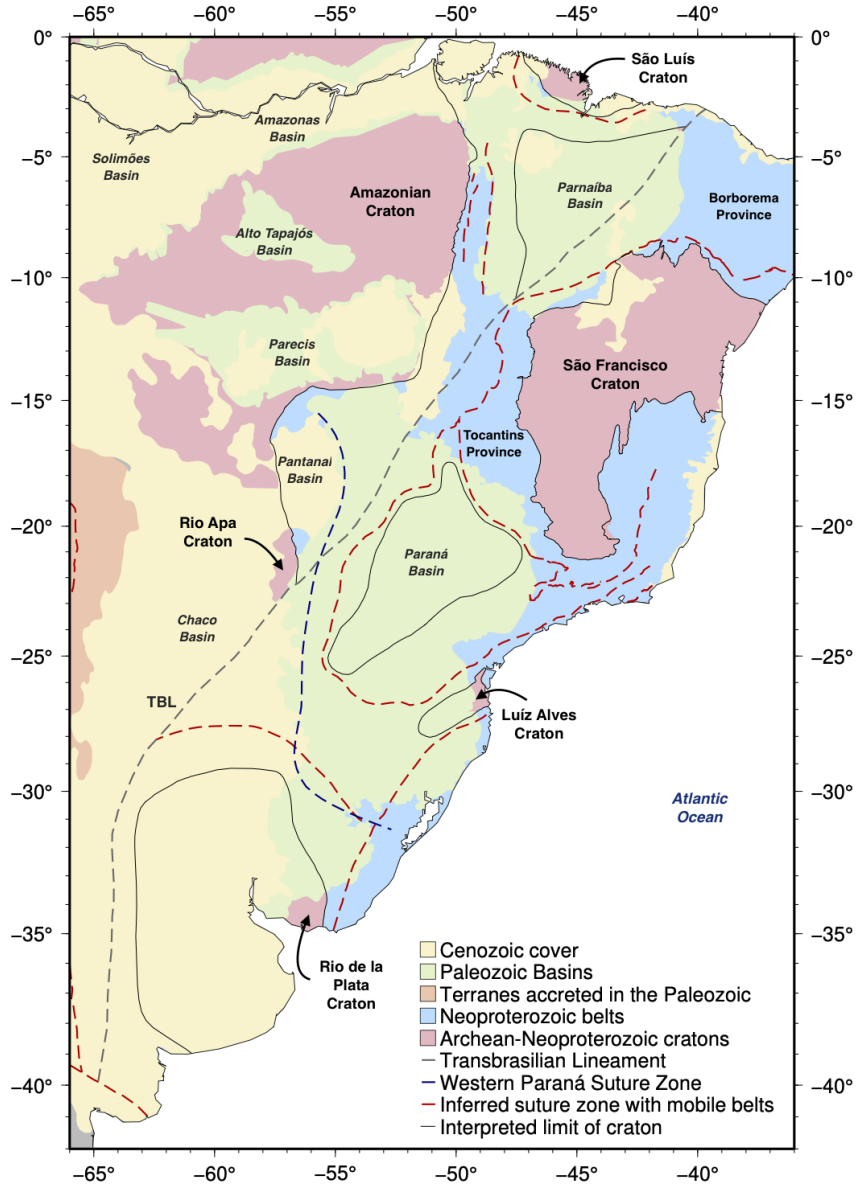 −65° −60° −55° −50° −45° −40°
0° 0°
São Luís
Craton
Amazonas
Basin
Solimões
Basin
−5° −5°
Amazonian
Craton
Parnaíba
Basin
Borborema
Province
Alto Tapajós
Basin
−10° −10°
Parecis
Basin
São Francisco
Craton
−15° −15°
Tocantins
Province
Pantanal
Basin
Rio Apa
Craton
−20° −20°
Paraná
Basin
Chaco
Basin
−25° −25°
TBL
Luíz Alves
Craton
−30° −30°
Atlantic
Ocean
−35° −35°
Rio de la
Plata
Craton
Cenozoic cover
Paleozoic Basins
Terranes accreted in the Paleozoic
Neoproterozoic belts
Archean-Neoproterozoic cratons
Transbrasilian Lineament
Western Paraná Suture Zone
Inferred suture zone with mobile belts
Interpreted limit of craton
−40° −40°
−65° −60° −55° −50° −45° −40°